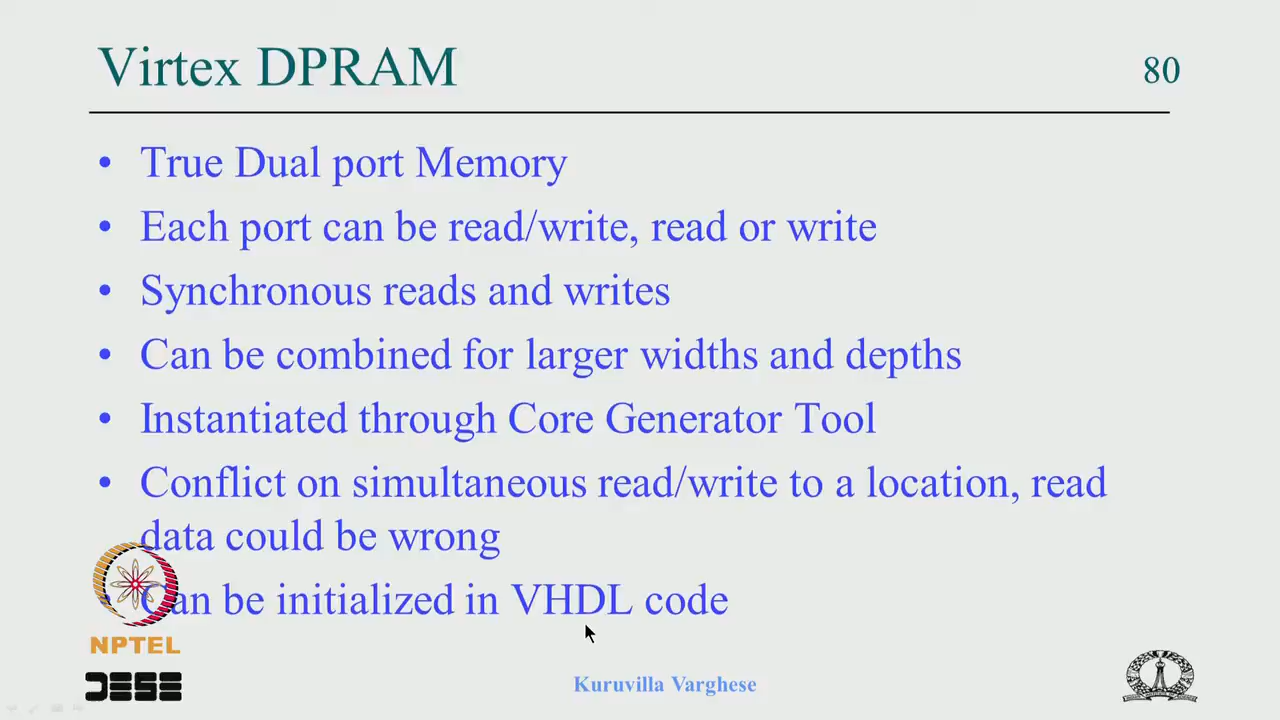 Virtex DPRAM
80
• True Dual port Memory
• Each port can be read/write, read or write
• Synchronous reads and writes
• Can be combined for larger widths and depths
• Instantiated through Core Generator Tool
• Conflict on simultaneous read/write to a location, read
data could be wrong
• Can be initialized in VHDL code
NPTEL
DESE
Kuruvilla Varghese